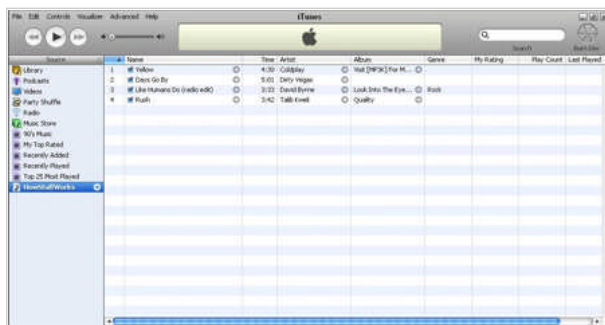 File Edit Controls Visualizer Advanced Help
iTunes
Search
Burn Disc
Source
Name Time Artist Album Genre My Rating Play Count Last Played
Library
Podcasts
Videos
Party Shuffle
Radio
Music Store
90's Music
My Top Rated
Recently Added
Recently Played
Top 25 Most Played
HowStuffWorks
1 Yellow 4:30 Coldplay
2 Days Go By 5:01 Dirty Vegas
3 Like Humans Do (radio edit) 3:33 David Byrne Look Into The Eye... Rock
4 Rush 3:42 Talib Kweli Quality